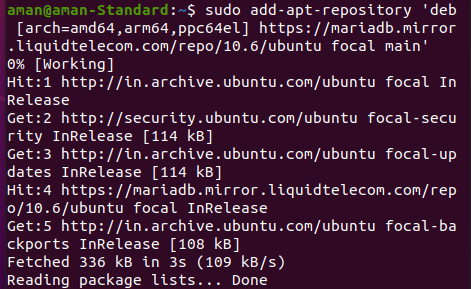 aman@aman-Standard:~$ sudo add-apt-repository 'deb
 [arch=amd64,arm64,ppc64el] https://mariadb.mirror
.liquidtelecom.com/repo/10.6/ubuntu focal main'
0% [Working]
Hit:1 http://in.archive.ubuntu.com/ubuntu focal In
Release
Get:2 http://security.ubuntu.com/ubuntu focal-secu
rity InRelease [114 kB]
Get:3 http://in.archive.ubuntu.com/ubuntu focal-up
dates InRelease [114 kB]
Hit:4 https://mariadb.mirror.liquidtelecom.com/rep
o/10.6/ubuntu focal InRelease
Get:5 http://in.archive.ubuntu.com/ubuntu focal-ba
ckports InRelease [108 kB]
Fetched 336 kB in 3s (109 kB/s)
Reading package lists... Done